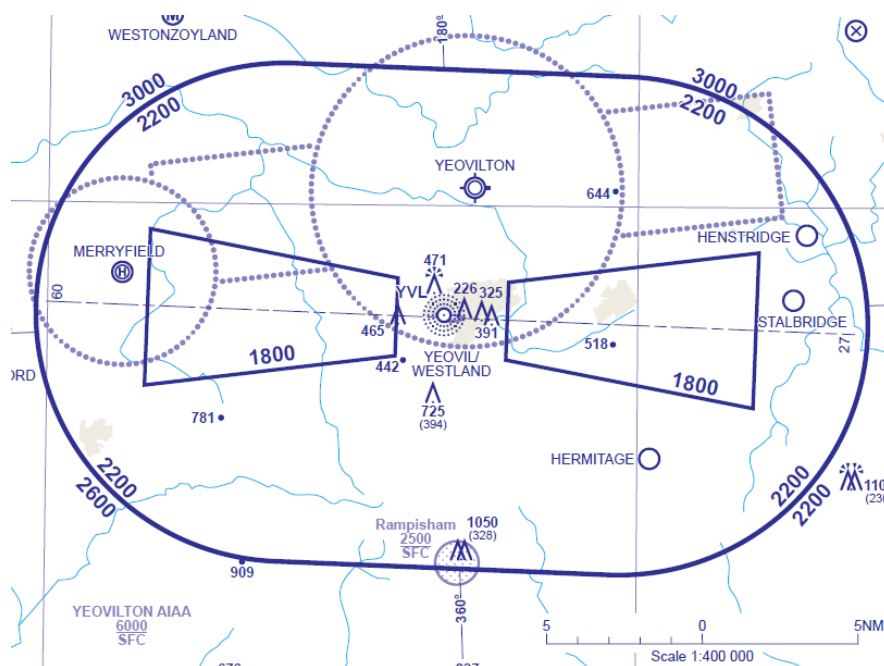 WESTONZOYLAND
M
180°
3000
2200
3000
2200
YEOVILTON
644
HENSTRIDGE
MERRYFIELD
H
471
YVL
226
325
60
465
391
STALBRIDGE
1800
442
YEOVIL/
WESTLAND
518
27
ORD
1800
725
(394)
781
HERMITAGE
2200
2600
2200
2200
110
(23
Rampisham
2500
SFC
1050
(328)
909
360°
YEOVILTON AIAA
6000
SFC
5
0
5NM
Scale 1:400 000